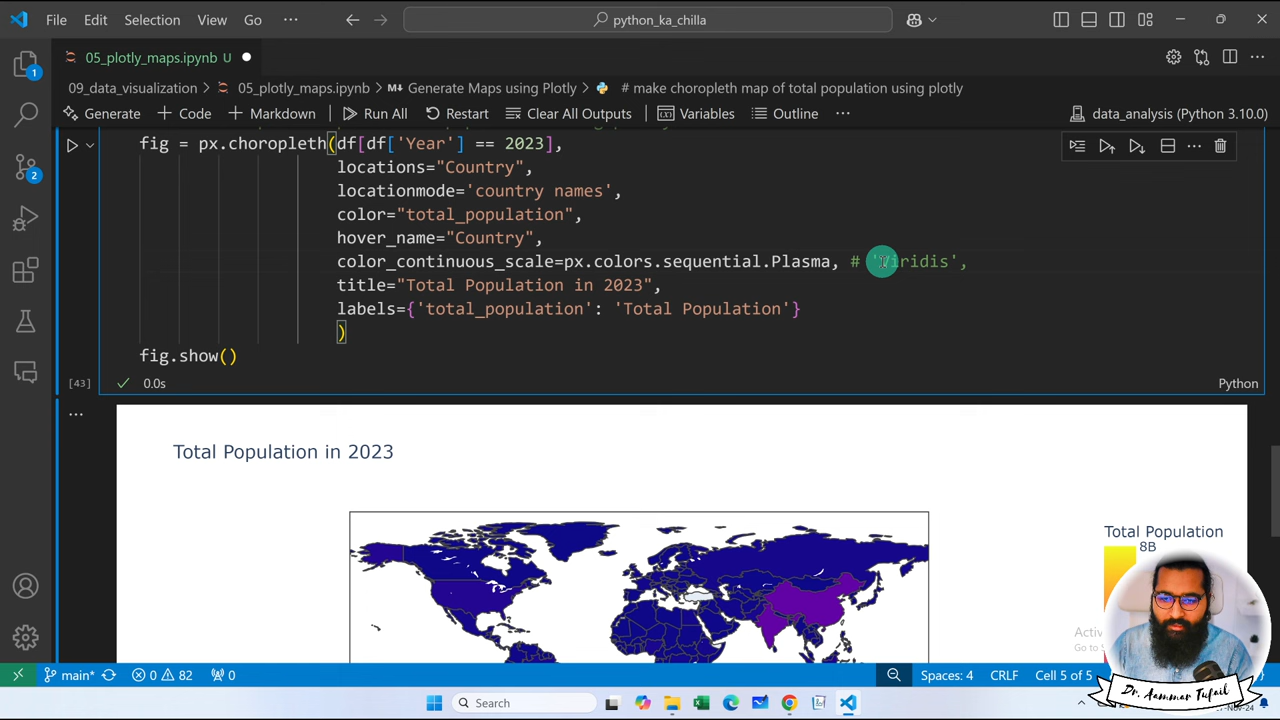 File Edit Selection View Go ··· python_ka_chilla
05_plotly_maps.ipynb U
09_data_visualization > 05_plotly_maps.ipynb > Generate Maps using Plotly > # make choropleth map of total population using plotly
Generate + Code + Markdown Run All Restart Clear All Outputs Variables Outline ··· data_analysis (Python 3.10.0)
fig = px.choropleth(df[df['Year'] == 2023],
locations="Country",
locationmode='country names',
color="total_population",
hover_name="Country",
color_continuous_scale=px.colors.sequential.Plasma, # 'Viridis',
title="Total Population in 2023",
labels={'total_population': 'Total Population'}
)
fig.show()
[43] 0.0s Python
Total Population in 2023
Total Population
8B
1
2
main* 0 82 0 Spaces: 4 CRLF Cell 5 of 5
Search
Dr. Aammar Tufail